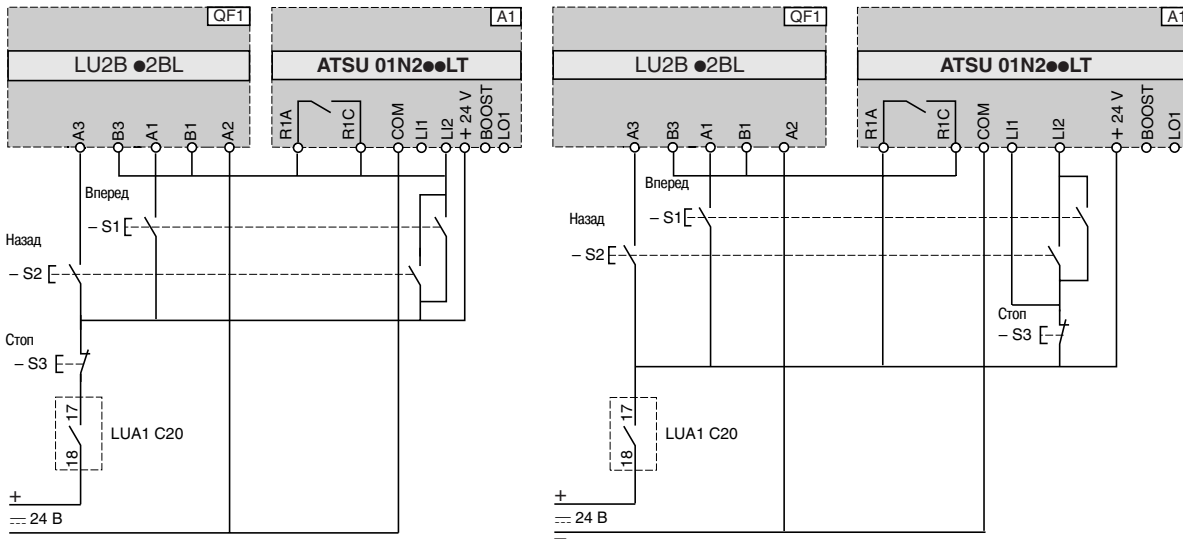 QF1
A1
LU2B ●2BL
ATSU 01N2●●LT
A3
B3
A1
B1
A2
R1A
R1C
COM
LI1
LI2
+ 24 V
BOOST
LO1
Вперед
– S1
Назад
– S2
Стоп
– S3
17
18
LUA1 C20
+
24 В
QF1
A1
LU2B ●2BL
ATSU 01N2●●LT
A3
B3
A1
B1
A2
R1A
R1C
COM
LI1
LI2
+ 24 V
BOOST
LO1
Вперед
– S1
Назад
– S2
Стоп
– S3
17
18
LUA1 C20
+
24 В
–